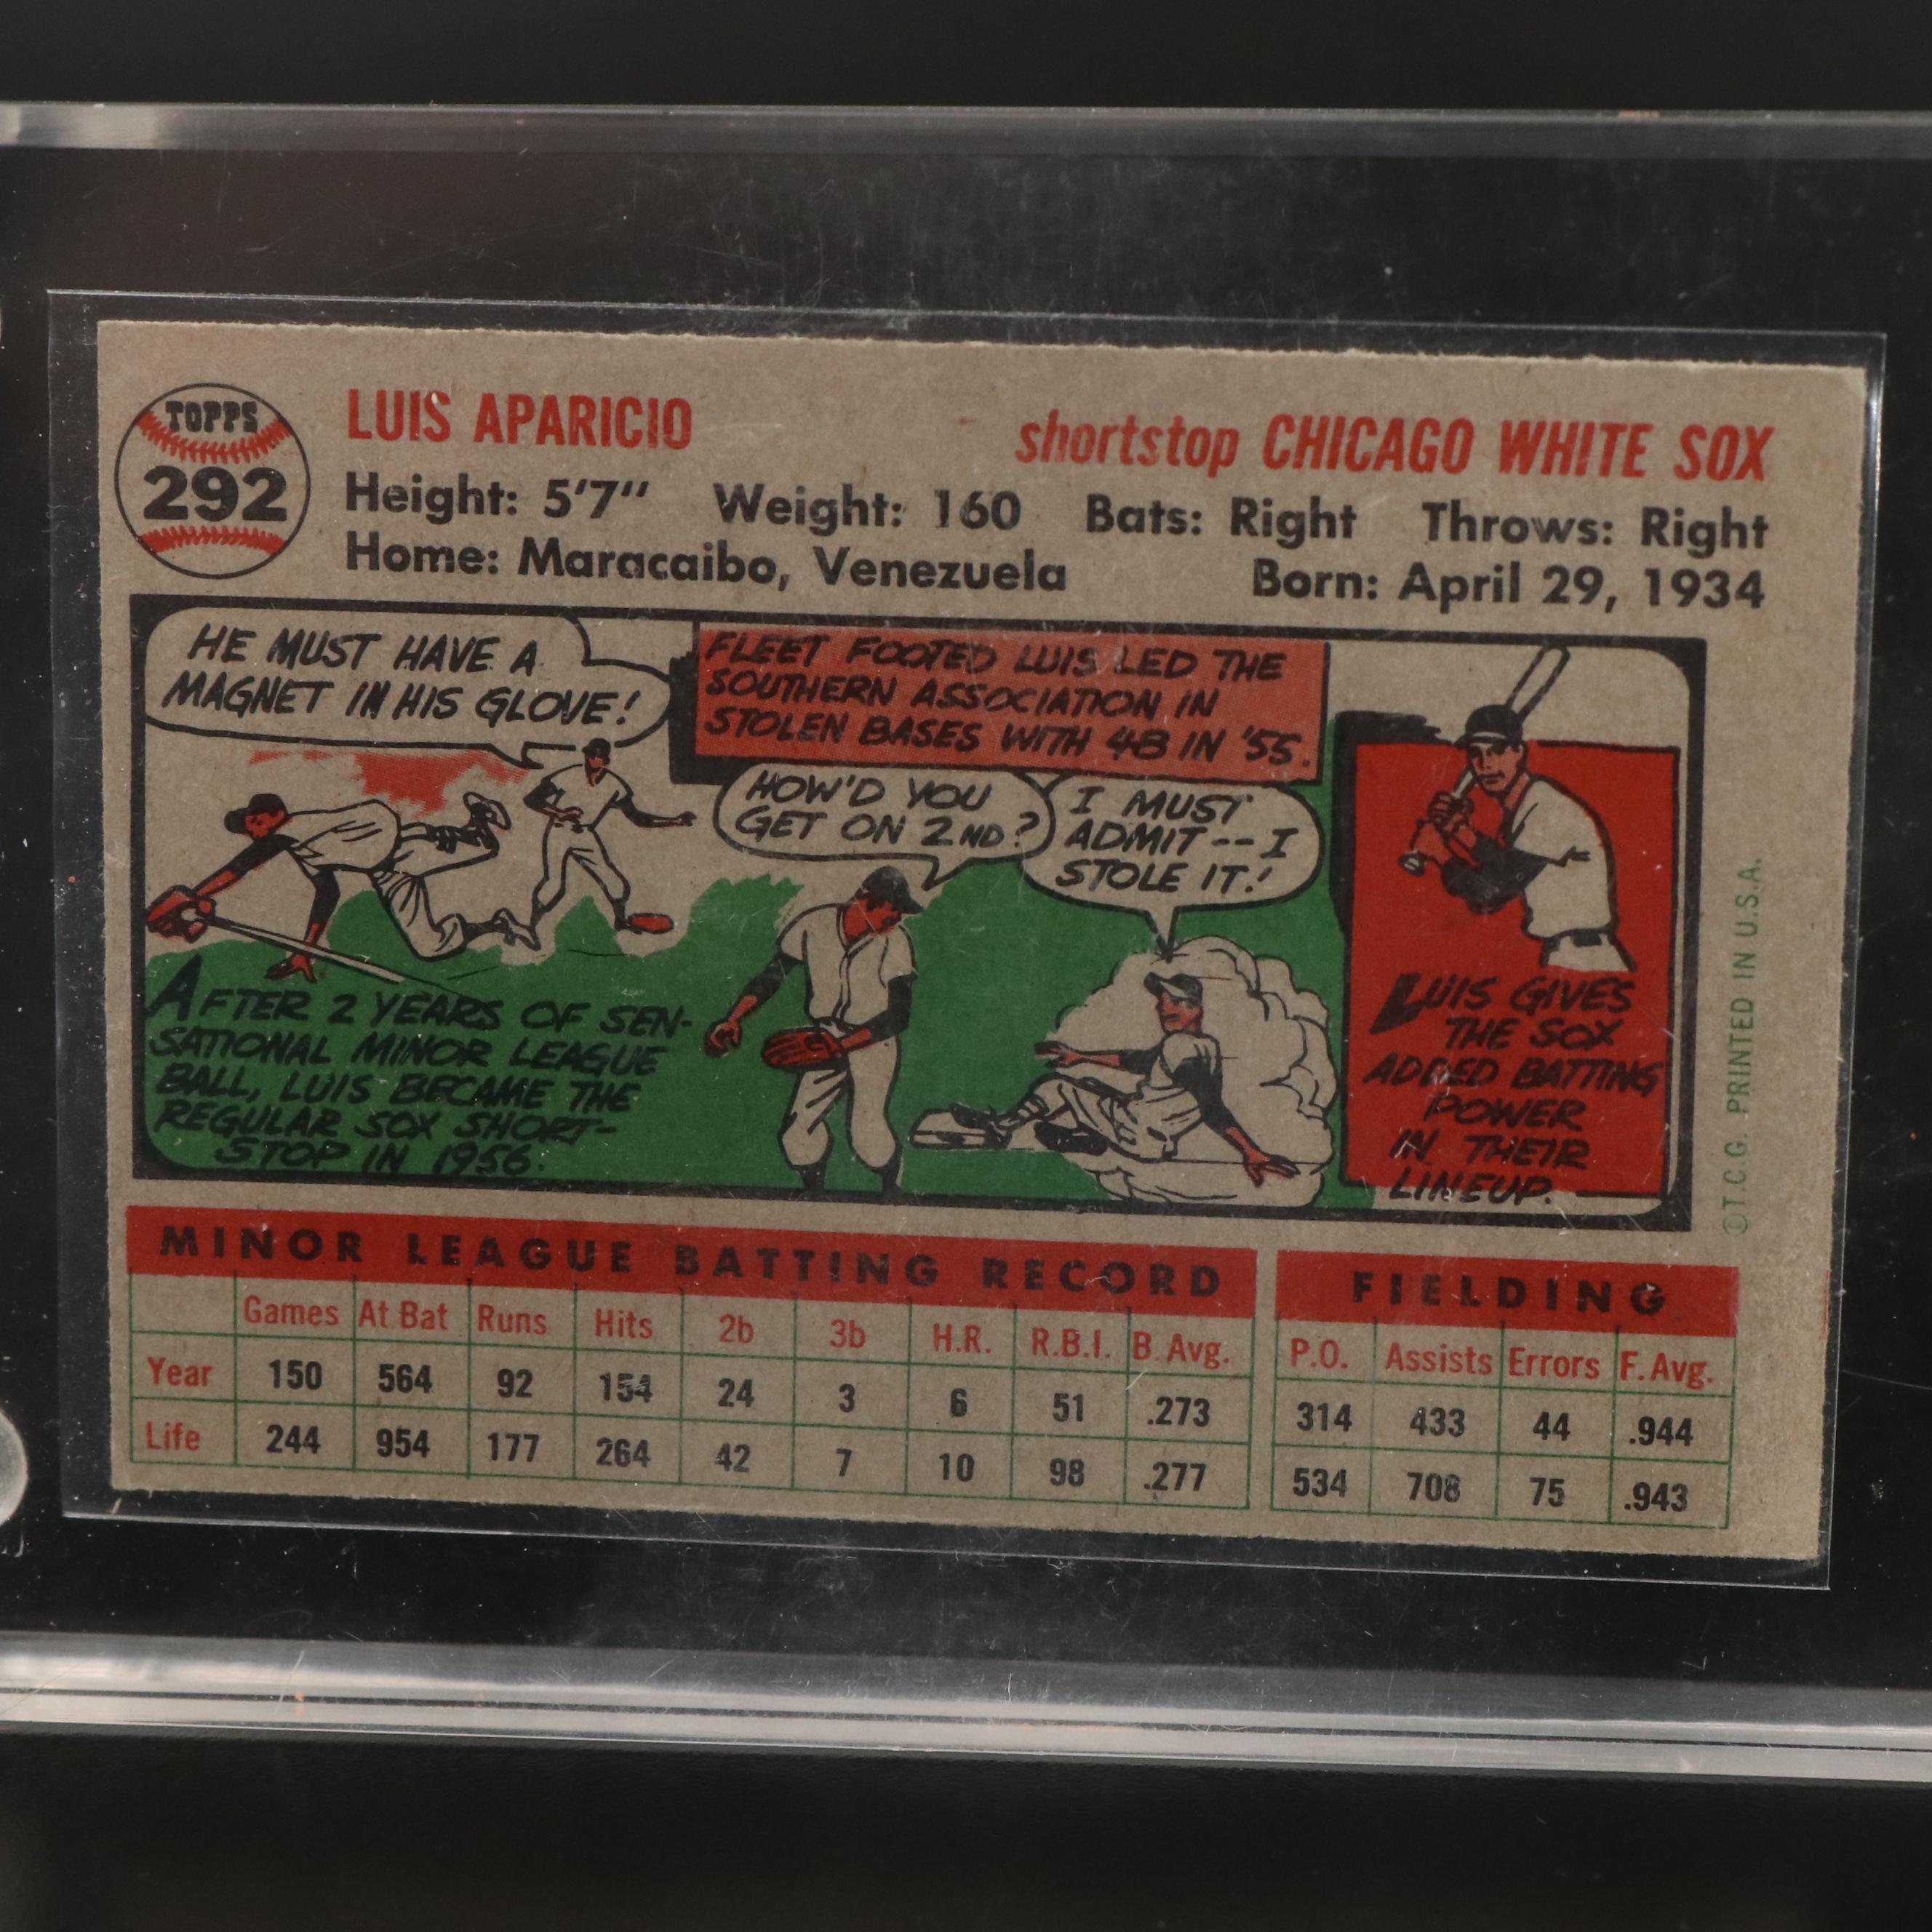 TOPPS
292
LUIS APARICIO
shortstop CHICAGO WHITE SOX
Height: 5'7" Weight: 160 Bats: Right Throws: Right
Home: Maracaibo, Venezuela Born: April 29, 1934
HE MUST HAVE A
MAGNET IN HIS GLOVE!
FLEET FOOTED LUIS LED THE
SOUTHERN ASSOCIATION IN
STOLEN BASES WITH 48 IN '55.
HOW'D YOU
GET ON 2ND?
I MUST
ADMIT--I
STOLE IT!
AFTER 2 YEARS OF SEN-
SATIONAL MINOR LEAGUE
BALL, LUIS BECAME THE
REGULAR SOX SHORT-
STOP IN 1956.
LUIS GIVES
THE SOX
ADDED BATTING
POWER
IN THEIR
LINEUP.
©T.C.G. PRINTED IN U.S.A.
MINOR LEAGUE BATTING RECORD FIELDING
Games At Bat Runs Hits 2b 3b H.R. R.B.I. B. Avg. P.O. Assists Errors F. Avg.
Year 150 564 92 154 24 3 6 51 .273 314 433 44 .944
Life 244 954 177 264 42 7 10 98 .277 534 708 75 .943